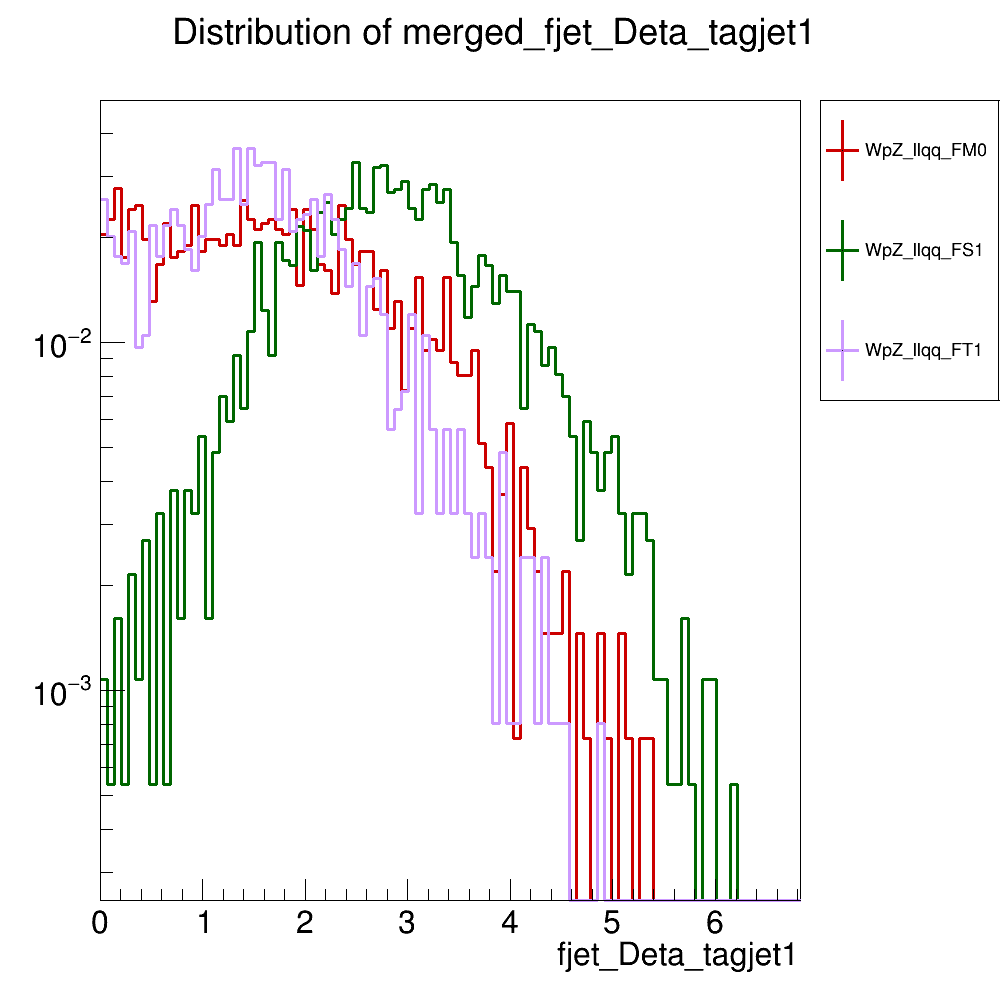 Distribution of merged_fjet_Deta_tagjet1
WpZ_llqq_FM0
WpZ_llqq_FS1
WpZ_llqq_FT1
10−2
10−3
0 1 2 3 4 5 6
fjet_Deta_tagjet1